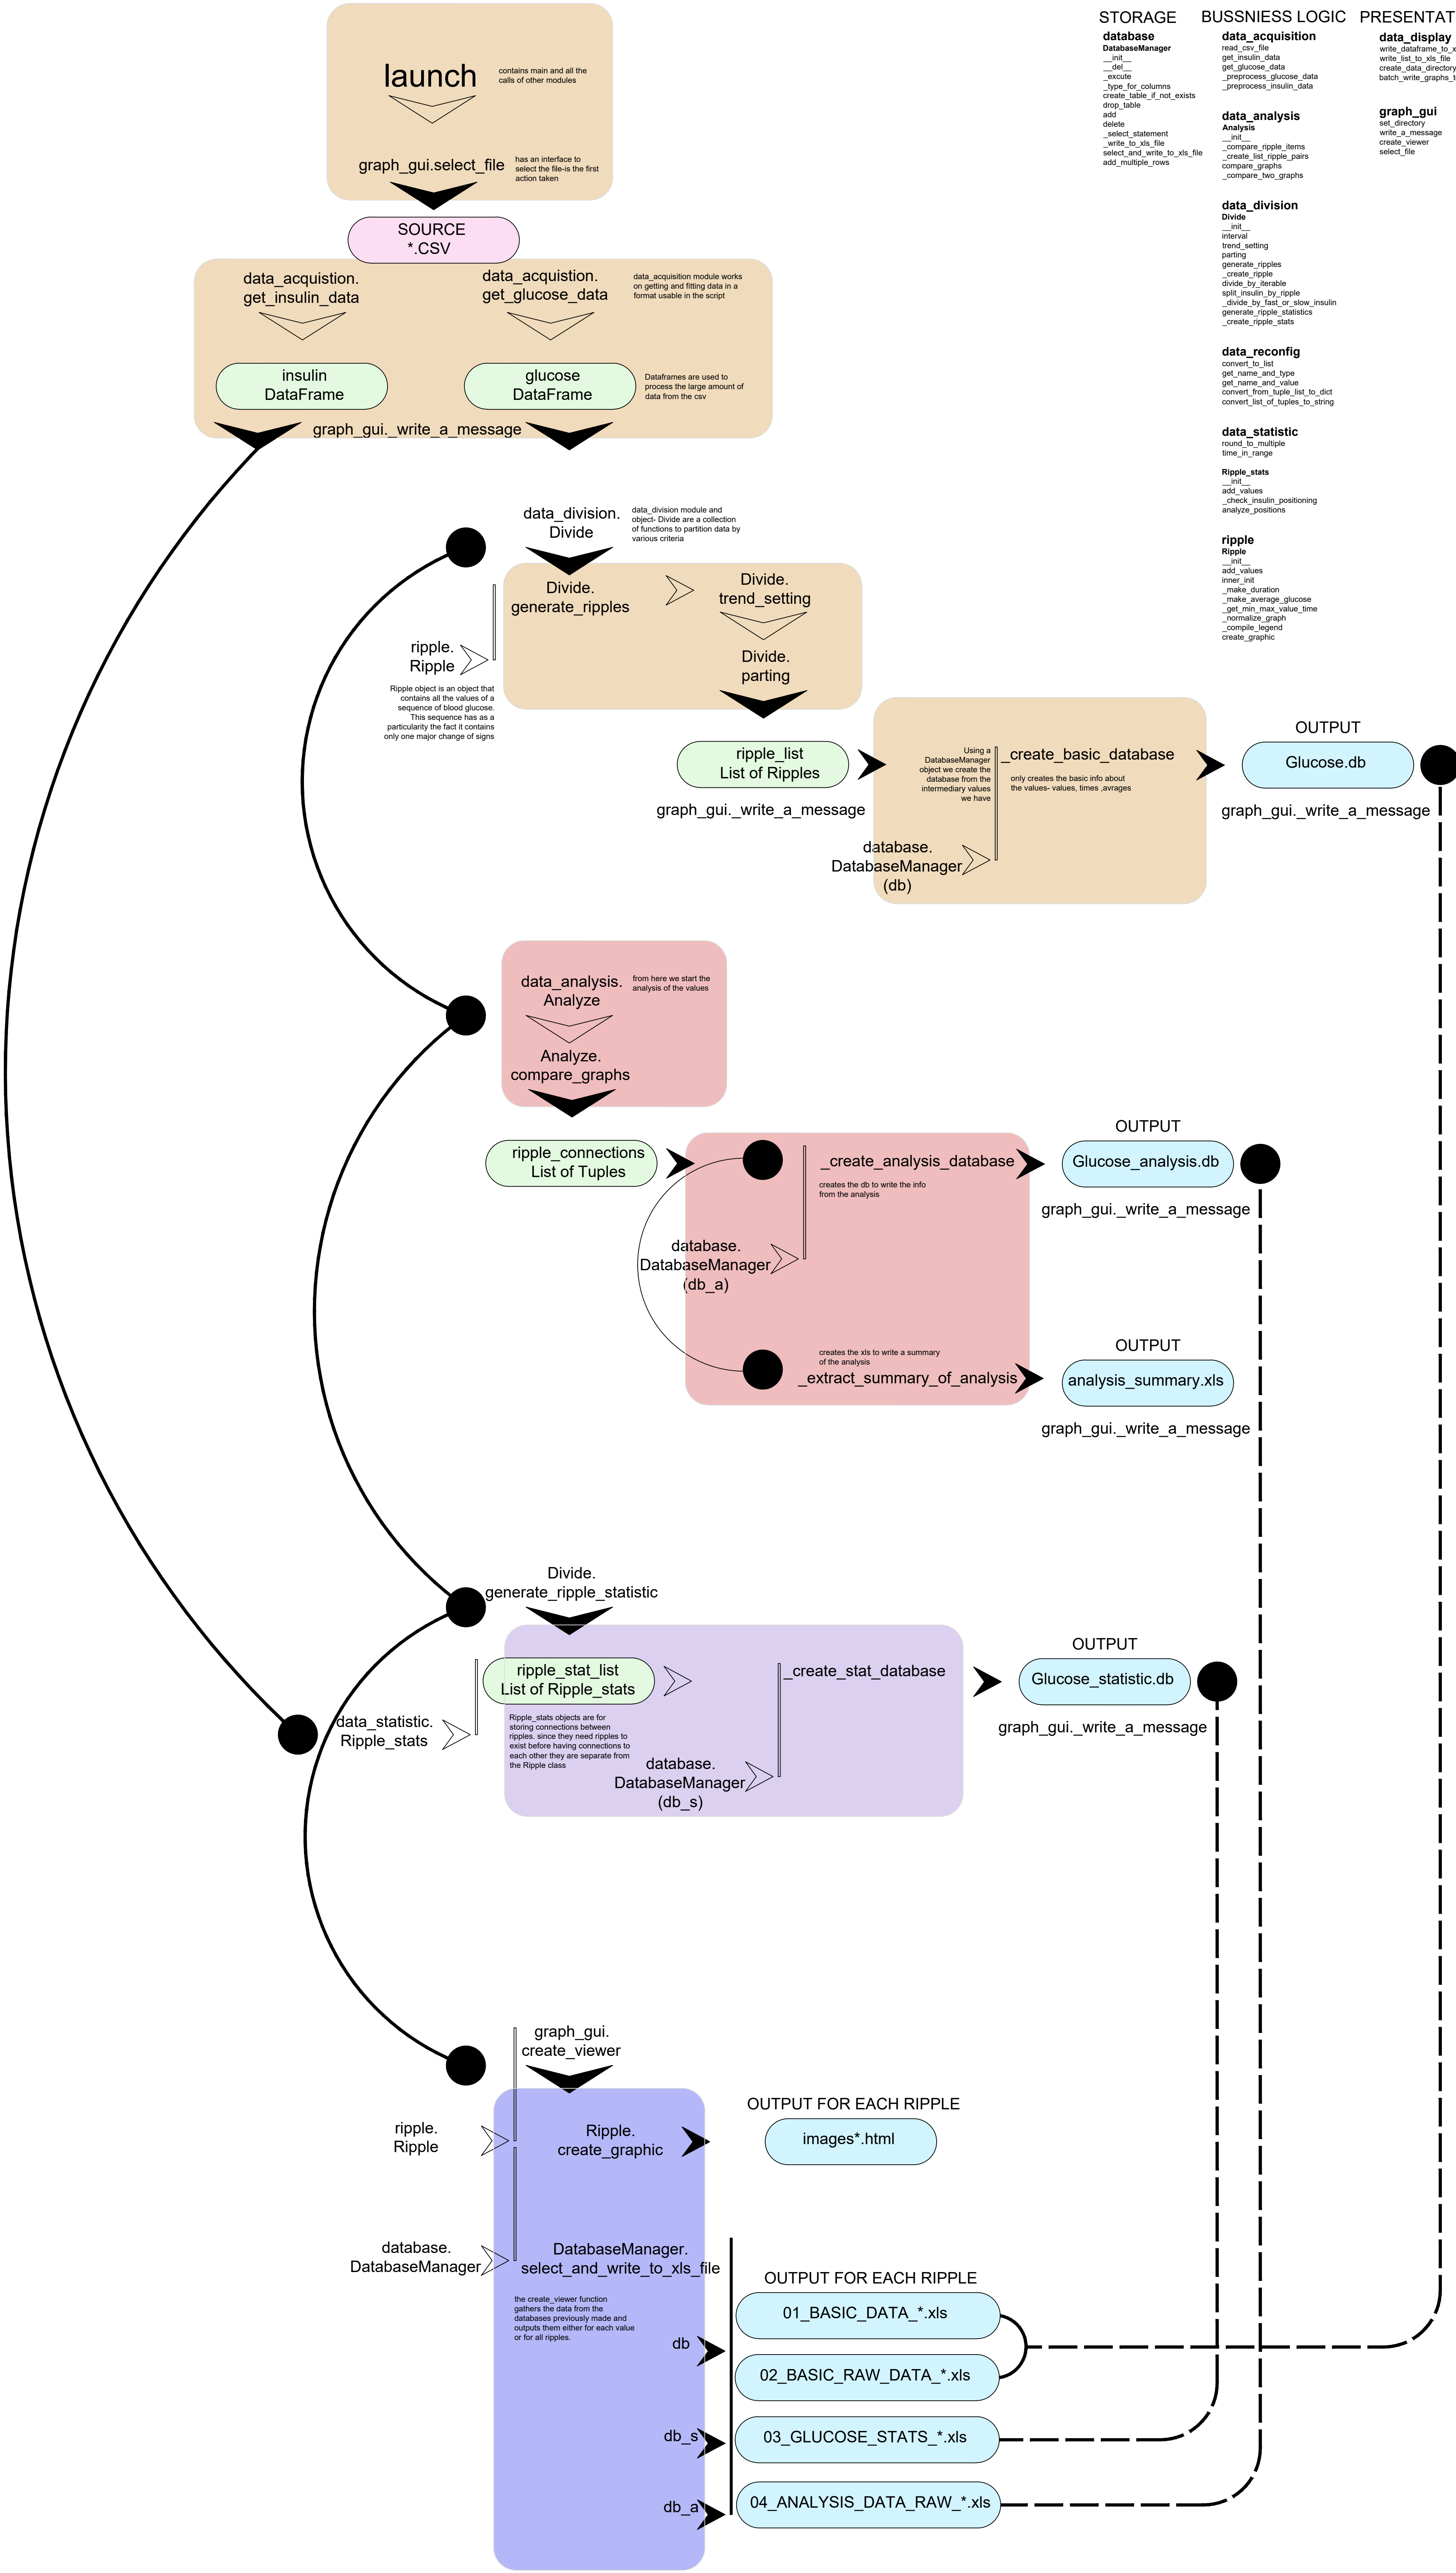 launch
contains main and all the
calls of other modules
graph_gui.select_file
has an interface to
select the file-is the first
action taken
SOURCE
*.CSV
data_acquistion.
get_insulin_data
data_acquistion.
get_glucose_data
data_acquisition module works
on getting and fitting data in a
format usable in the script
insulin
DataFrame
glucose
DataFrame
Dataframes are used to
process the large amount of
data from the csv
graph_gui._write_a_message
STORAGE
database
DatabaseManager
__init__
__del__
_excute
_type_for_columns
create_table_if_not_exists
drop_table
add
delete
_select_statement
_write_to_xls_file
select_and_write_to_xls_file
add_multiple_rows
BUSSNIESS LOGIC
data_acquisition
read_csv_file
get_insulin_data
get_glucose_data
_preprocess_glucose_data
_preprocess_insulin_data
data_analysis
Analysis
__init__
_compare_ripple_items
_create_list_ripple_pairs
compare_graphs
_compare_two_graphs
data_division
Divide
__init__
interval
trend_setting
parting
generate_ripples
_create_ripple
divide_by_iterable
split_insulin_by_ripple
_divide_by_fast_or_slow_insulin
generate_ripple_statistics
_create_ripple_stats
data_reconfig
convert_to_list
get_name_and_type
get_name_and_value
convert_from_tuple_list_to_dict
convert_list_of_tuples_to_string
data_statistic
round_to_multiple
time_in_range
Ripple_stats
__init__
add_values
_check_insulin_positioning
analyze_positions
ripple
Ripple
__init__
add_values
inner_init
_make_duration
_make_average_glucose
_get_min_max_value_time
_normalize_graph
_compile_legend
create_graphic
PRESENTAT
data_display
write_dataframe_to_x
write_list_to_xls_file
create_data_directory
batch_write_graphs_t
graph_gui
set_directory
write_a_message
create_viewer
select_file
data_division.
Divide
data_division module and
object- Divide are a collection
of functions to partition data by
various criteria
Divide.
generate_ripples
Divide.
trend_setting
ripple.
Ripple
Divide.
parting
Ripple object is an object that
contains all the values of a
sequence of blood glucose.
This sequence has as a
particularity the fact it contains
only one major change of signs
ripple_list
List of Ripples
graph_gui._write_a_message
Using a
DatabaseManager
object we create the
database from the
intermediary values
we have
_create_basic_database
only creates the basic info about
the values- values, times ,avrages
database.
DatabaseManager
(db)
OUTPUT
Glucose.db
graph_gui._write_a_message
data_analysis.
Analyze
from here we start the
analysis of the values
Analyze.
compare_graphs
ripple_connections
List of Tuples
_create_analysis_database
creates the db to write the info
from the analysis
database.
DatabaseManager
(db_a)
OUTPUT
Glucose_analysis.db
graph_gui._write_a_message
creates the xls to write a summary
of the analysis
_extract_summary_of_analysis
OUTPUT
analysis_summary.xls
graph_gui._write_a_message
Divide.
generate_ripple_statistic
ripple_stat_list
List of Ripple_stats
data_statistic.
Ripple_stats
Ripple_stats objects are for
storing connections between
ripples. since they need ripples to
exist before having connections to
each other they are separate from
the Ripple class
_create_stat_database
database.
DatabaseManager
(db_s)
OUTPUT
Glucose_statistic.db
graph_gui._write_a_message
graph_gui.
create_viewer
ripple.
Ripple
Ripple.
create_graphic
OUTPUT FOR EACH RIPPLE
images*.html
database.
DatabaseManager
DatabaseManager.
select_and_write_to_xls_file
the create_viewer function
gathers the data from the
databases previously made and
outputs them either for each value
or for all ripples.
OUTPUT FOR EACH RIPPLE
db
01_BASIC_DATA_*.xls
02_BASIC_RAW_DATA_*.xls
db_s
03_GLUCOSE_STATS_*.xls
db_a
04_ANALYSIS_DATA_RAW_*.xls